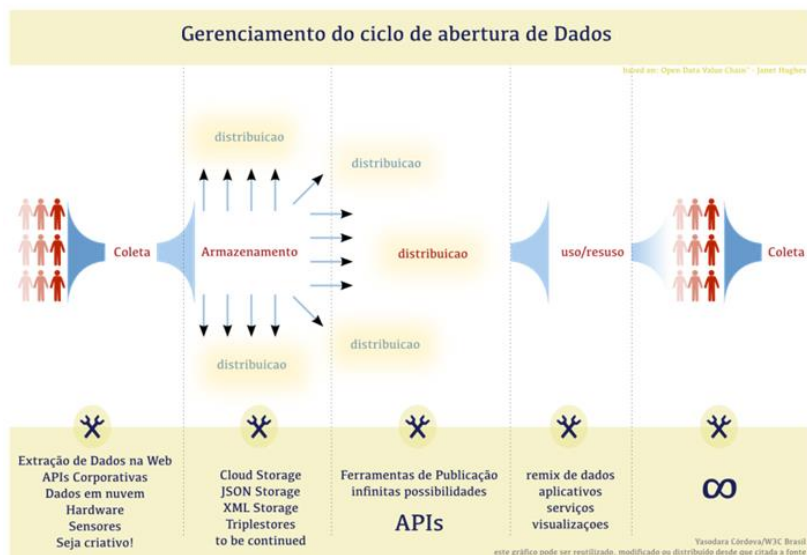 Gerenciamento do ciclo de abertura de Dados
based on: Open Data Value Chain" - Janet Hughes
distribuicao
distribuicao
Coleta
Armazenamento
distribuicao
uso/resuso
Coleta
distribuicao
distribuicao
Extração de Dados na Web
APIs Corporativas
Dados em nuvem
Hardware
Sensores
Seja criativo!
Cloud Storage
JSON Storage
XML Storage
Triplestores
to be continued
Ferramentas de Publicação
infinitas possibilidades
APIs
remix de dados
aplicativos
serviços
visualizaçoes
∞
Yasodara Córdova/W3C Brasil
este gráfico pode ser reutilizado, modificado ou distribuído desde que citada a fonte